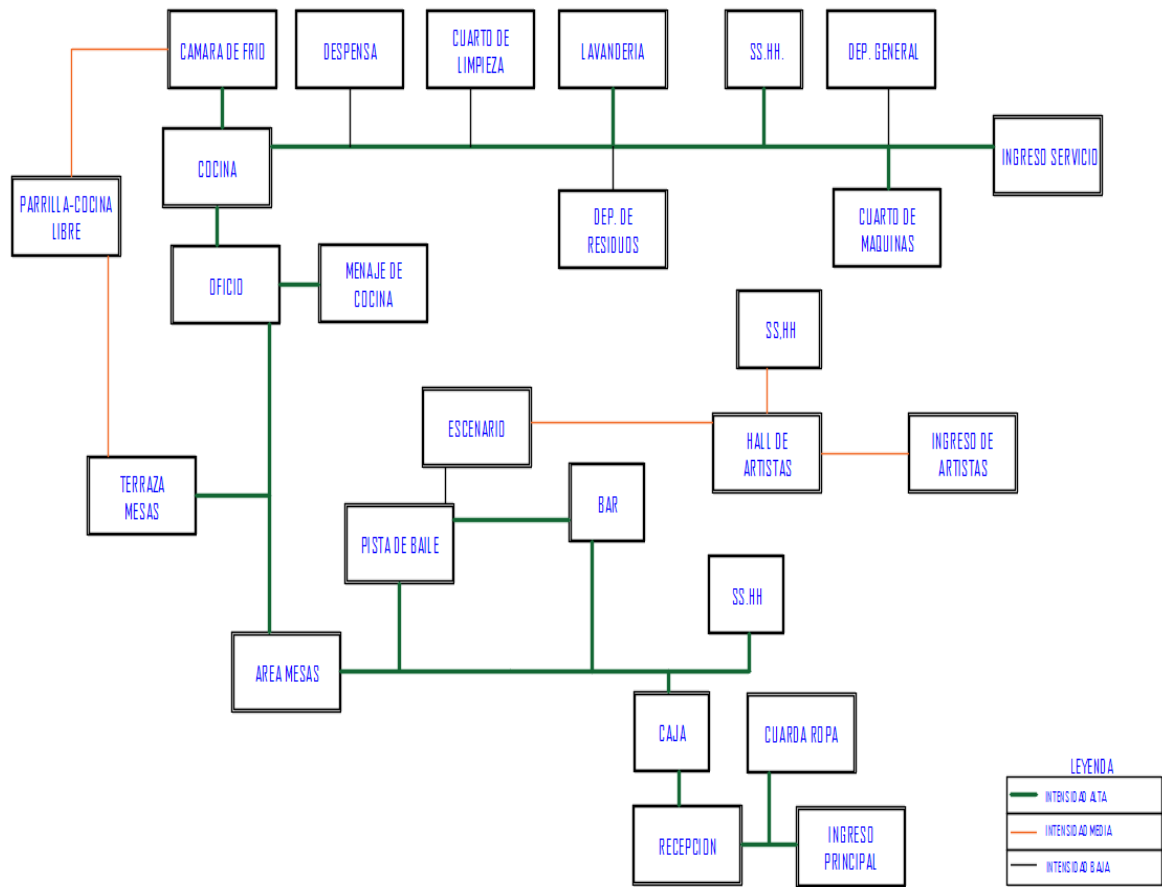 CAMARA DE FRIO
DESPENSA
CUARTO DE
LIMPIEZA
LAVANDERIA
SS.HH.
DEP. GENERAL
COCINA
INGRESO SERVICIO
PARRILLA-COCINA
LIBRE
DEP. DE
RESIDUOS
CUARTO DE
MAQUINAS
OFICIO
MENAJE DE
COCINA
SS,HH
ESCENARIO
HALL DE
ARTISTAS
INGRESO DE
ARTISTAS
TERRAZA
MESAS
BAR
PISTA DE BAILE
SS.HH
AREA MESAS
CAJA
CUARDA ROPA
RECEPCION
INGRESO
PRINCIPAL
LEYENDA
INTENSIDAD ALTA
INTENSIDAD MEDIA
INTENSIDAD BAJA